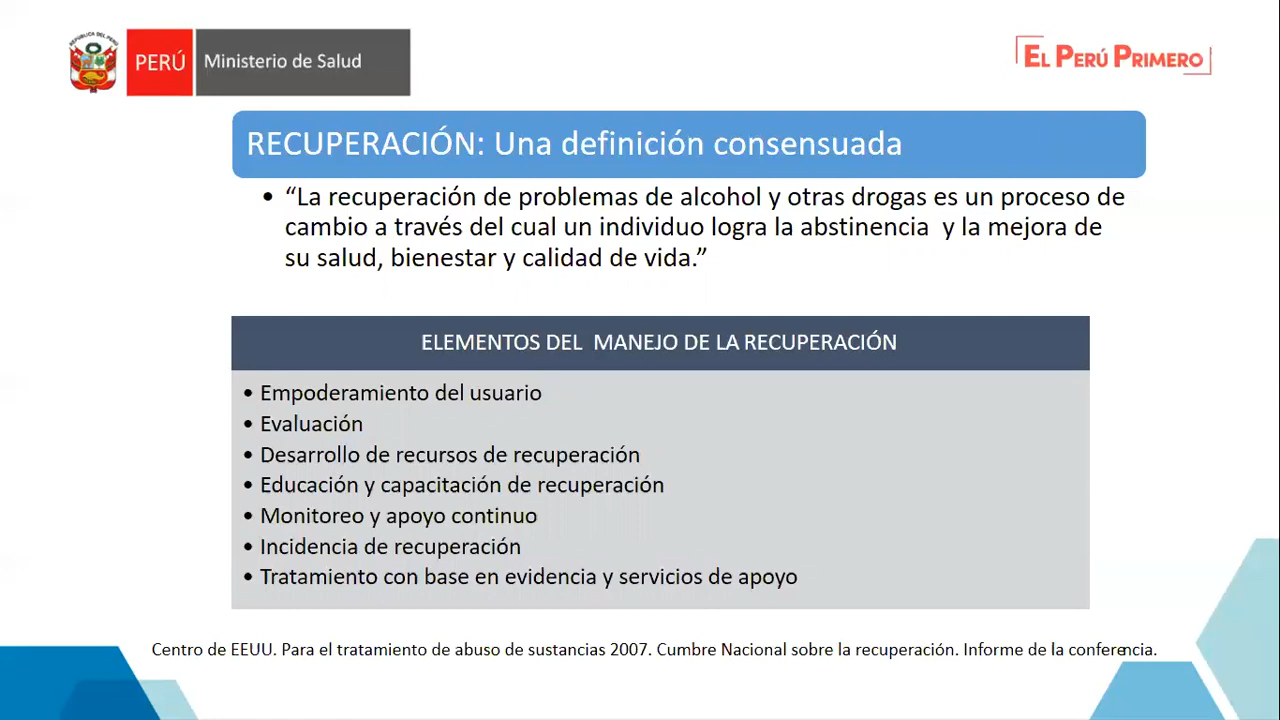 REPÚBLICA DEL PERÚ
PERÚ
Ministerio de Salud
EL PERÚ PRIMERO
RECUPERACIÓN: Una definición consensuada
• “La recuperación de problemas de alcohol y otras drogas es un proceso de
cambio a través del cual un individuo logra la abstinencia y la mejora de
su salud, bienestar y calidad de vida.”
ELEMENTOS DEL MANEJO DE LA RECUPERACIÓN
• Empoderamiento del usuario
• Evaluación
• Desarrollo de recursos de recuperación
• Educación y capacitación de recuperación
• Monitoreo y apoyo continuo
• Incidencia de recuperación
• Tratamiento con base en evidencia y servicios de apoyo
Centro de EEUU. Para el tratamiento de abuso de sustancias 2007. Cumbre Nacional sobre la recuperación. Informe de la conferencia.